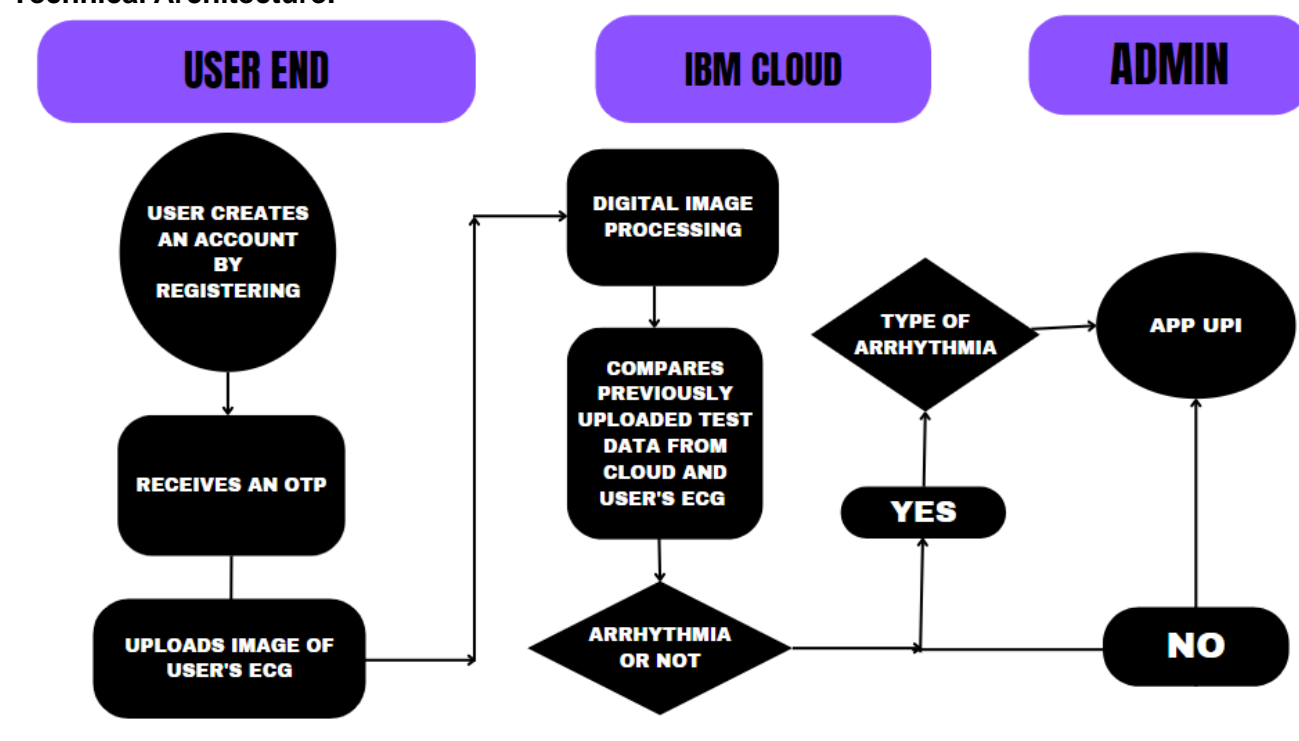 Technical Architecture:
USER END
IBM CLOUD
ADMIN
USER CREATES
AN ACCOUNT
BY
REGISTERING
RECEIVES AN OTP
UPLOADS IMAGE OF
USER'S ECG
DIGITAL IMAGE
PROCESSING
COMPARES
PREVIOUSLY
UPLOADED TEST
DATA FROM
CLOUD AND
USER'S ECG
ARRHYTHMIA
OR NOT
TYPE OF
ARRHYTHMIA
YES
APP UPI
NO